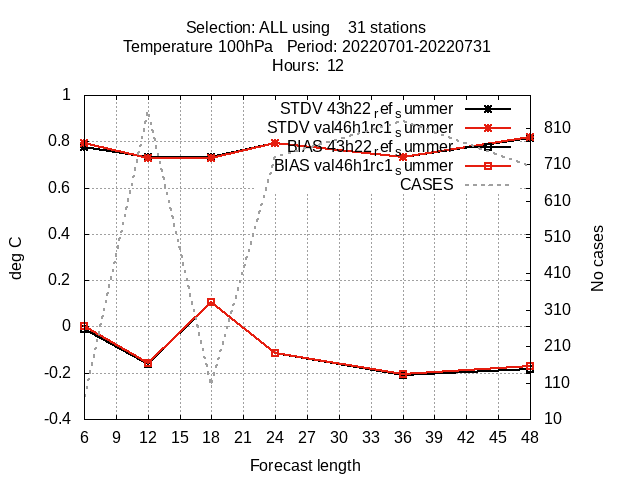 Selection: ALL using 31 stations
Temperature 100hPa Period: 20220701-20220731
Hours: 12
STDV 43h22_ref_summer
STDV val46h1rc1_summer
BIAS 43h22_ref_summer
BIAS val46h1rc1_summer
CASES
1
0.8
0.6
0.4
0.2
0
-0.2
-0.4
deg C
810
710
610
510
410
310
210
110
10
No cases
6 9 12 15 18 21 24 27 30 33 36 39 42 45 48
Forecast length